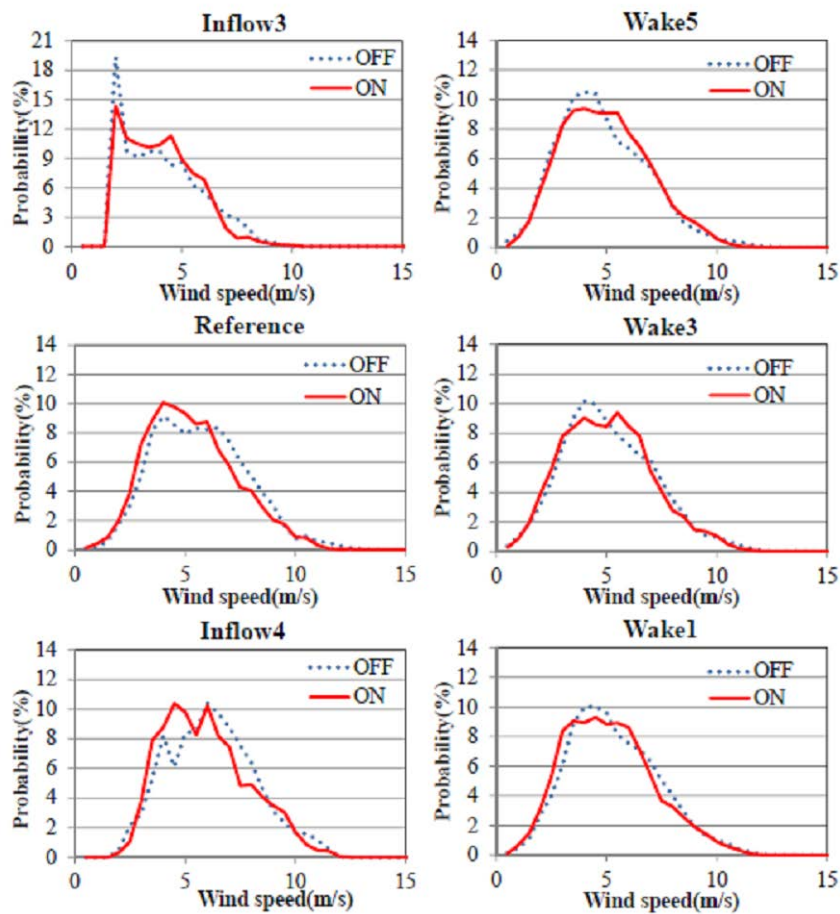 Inflow3
Probabillity(%)
21
18
15
12
9
6
3
0
OFF
ON
0 5 10 15
Wind speed(m/s)
Wake5
Probability(%)
14
12
10
8
6
4
2
0
OFF
ON
0 5 10 15
Wind speed(m/s)
Reference
Probability(%)
14
12
10
8
6
4
2
0
OFF
ON
0 5 10 15
Wind speed(m/s)
Wake3
Probability(%)
14
12
10
8
6
4
2
0
OFF
ON
0 5 10 15
Wind speed(m/s)
Inflow4
Probability(%)
14
12
10
8
6
4
2
0
OFF
ON
0 5 10 15
Wind speed(m/s)
Wake1
Probability(%)
14
12
10
8
6
4
2
0
OFF
ON
0 5 10 15
Wind speed(m/s)